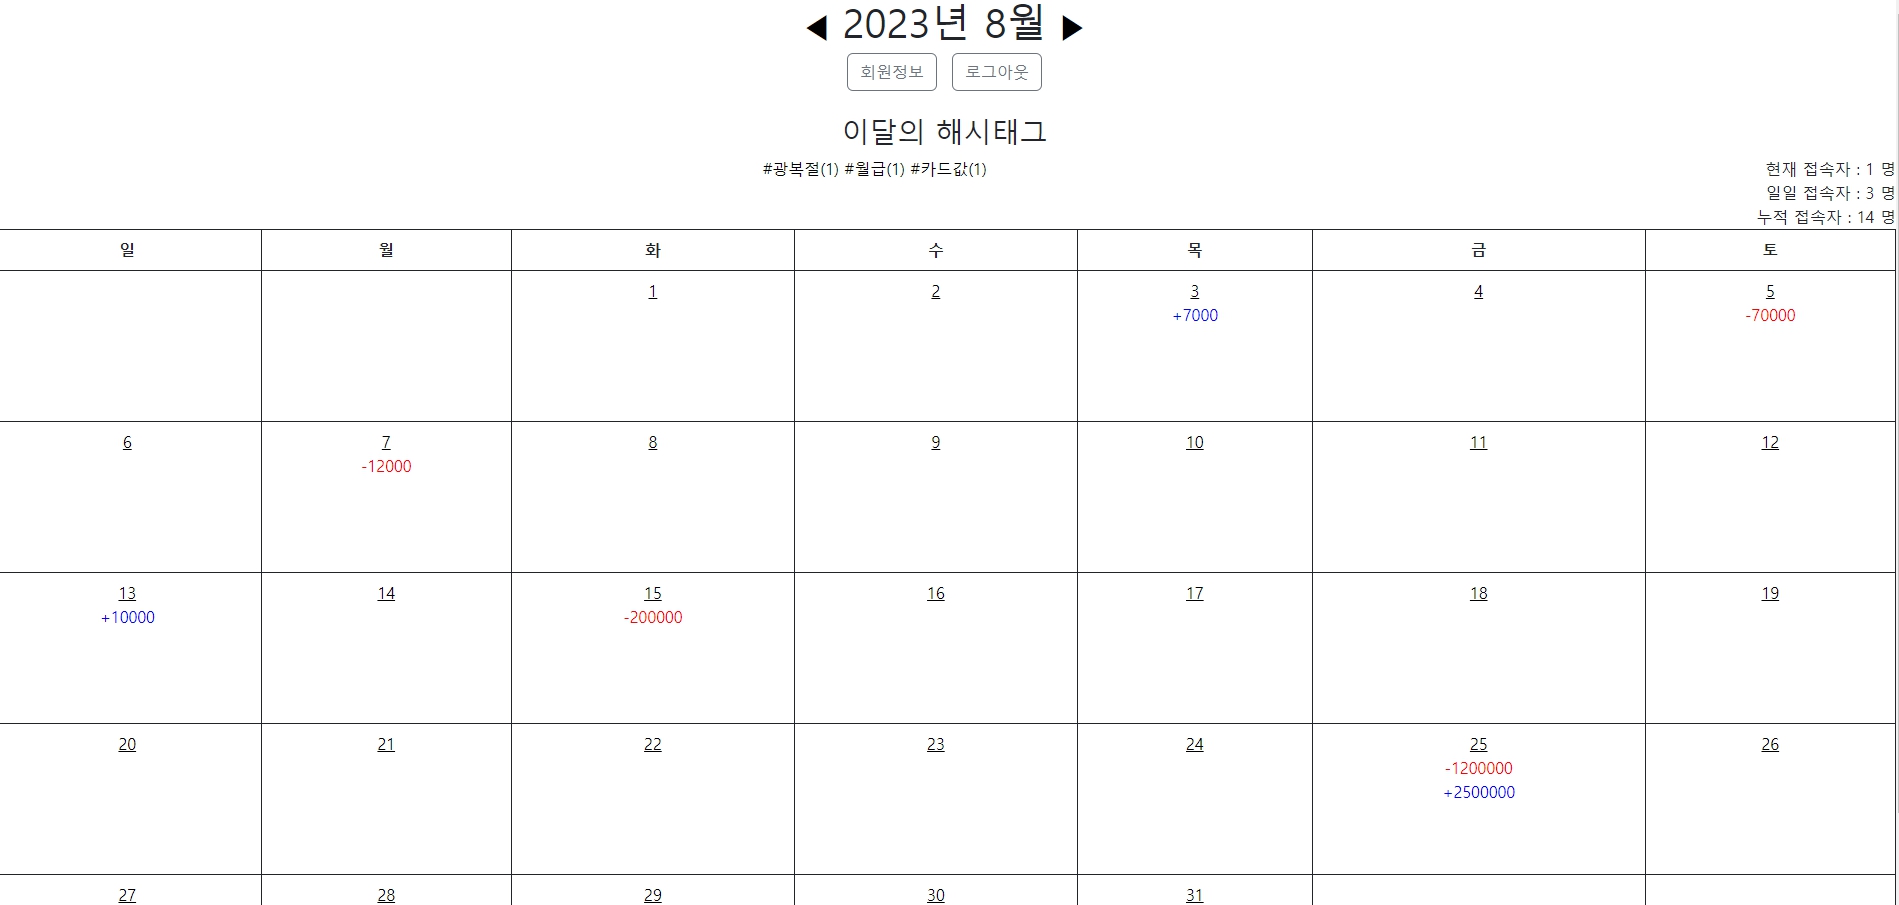 ◀ 2023년 8월 ▶
회원정보 로그아웃
이달의 해시태그
#광복절(1) #월급(1) #카드값(1)
현재 접속자 : 1 명
일일 접속자 : 3 명
누적 접속자 : 14 명
일 월 화 수 목 금 토
1 2 3 4 5
+7000 -70000
6 7 8 9 10 11 12
-12000
13 14 15 16 17 18 19
+10000 -200000
20 21 22 23 24 25 26
-1200000
+2500000
27 28 29 30 31